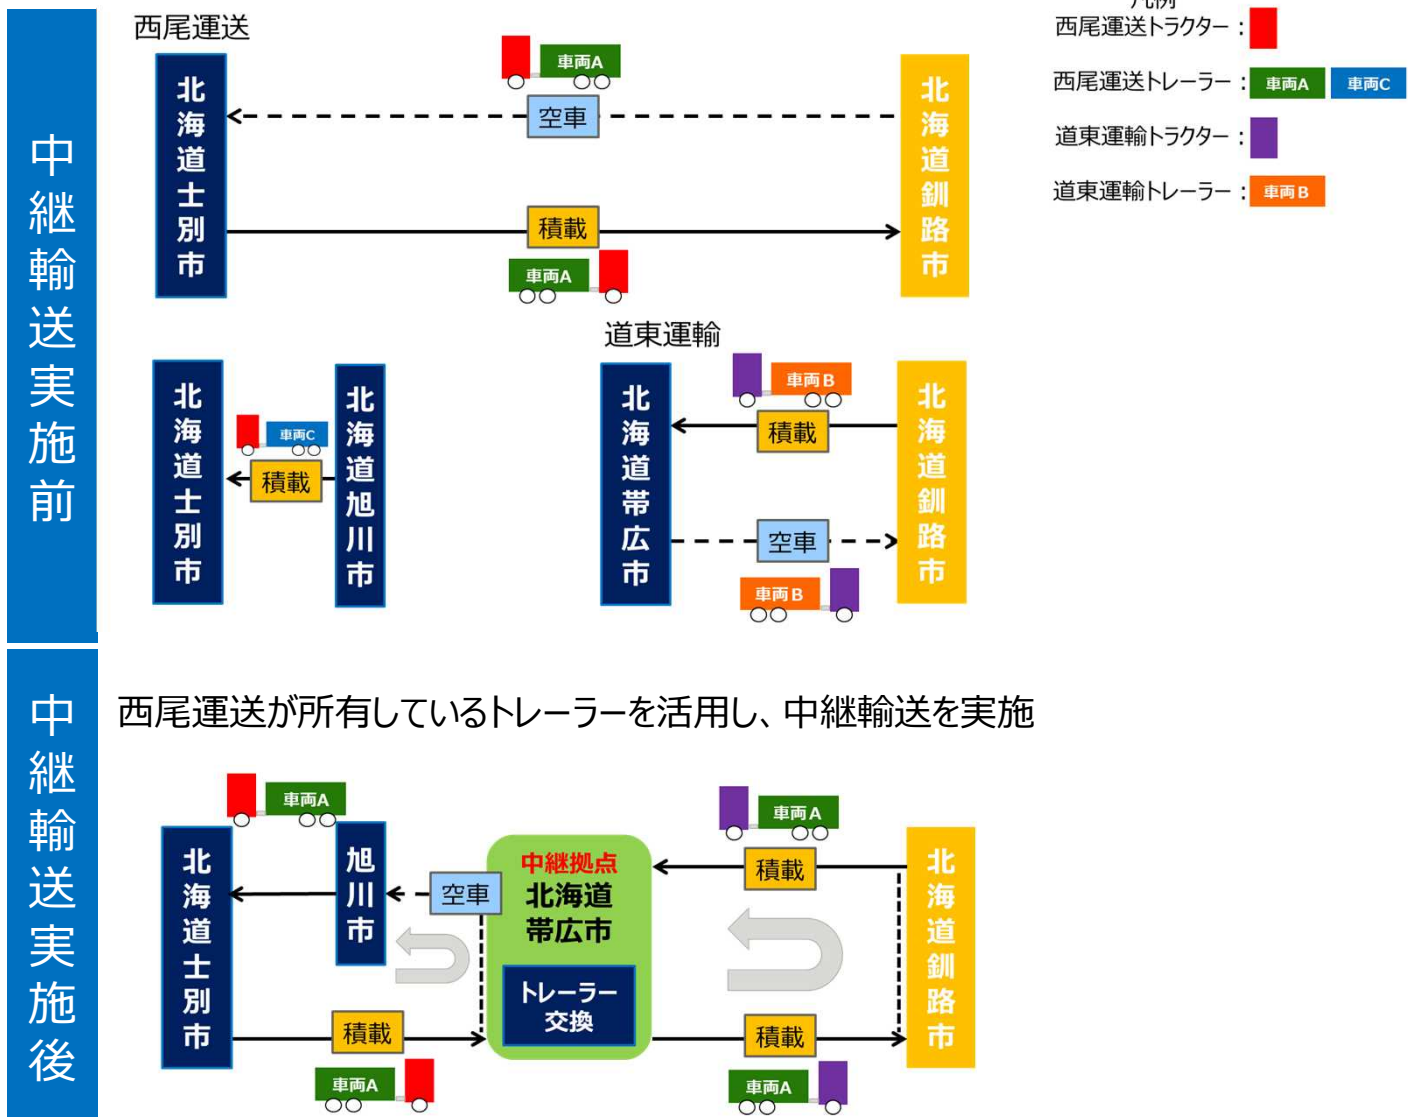 凡例
西尾運送トラクター：
西尾運送トレーラー： 車両A 車両C
道東運輸トラクター：
道東運輸トレーラー： 車両B
中継輸送実施前
西尾運送
北海道士別市
車両A
空車
積載
車両A
北海道釧路市
北海道士別市
車両C
積載
北海道旭川市
道東運輸
北海道帯広市
車両B
積載
空車
車両B
北海道釧路市
中継輸送実施後
西尾運送が所有しているトレーラーを活用し、中継輸送を実施
車両A
北海道士別市
旭川市
空車
積載
車両A
中継拠点
北海道
帯広市
トレーラー
交換
車両A
積載
積載
車両A
北海道釧路市